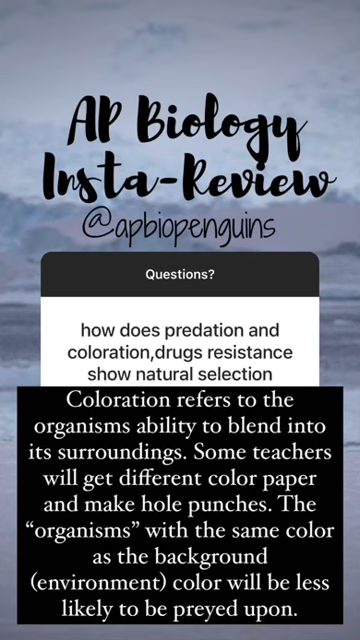 AP Biology
Insta-Review
@apbiopenguins
Questions?
how does predation and
coloration,drugs resistance
show natural selection
Coloration refers to the
organisms ability to blend into
its surroundings. Some teachers
will get different color paper
and make hole punches. The
“organisms” with the same color
as the background
(environment) color will be less
likely to be preyed upon.